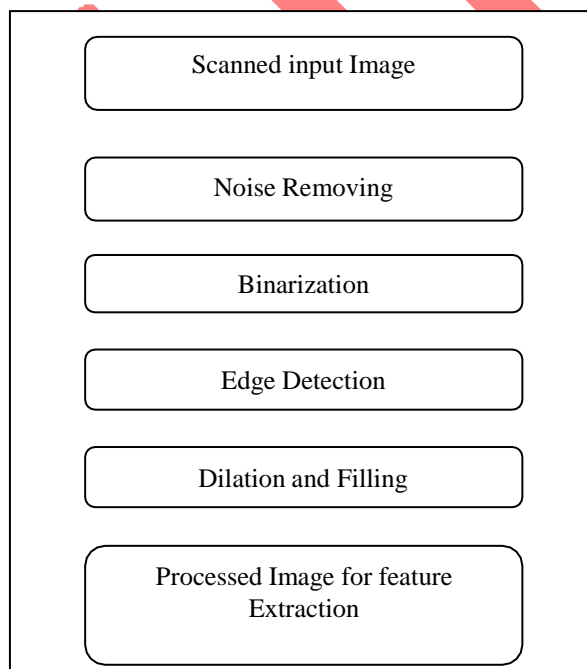 Scanned input Image
Noise Removing
Binarization
Edge Detection
Dilation and Filling
Processed Image for feature
Extraction